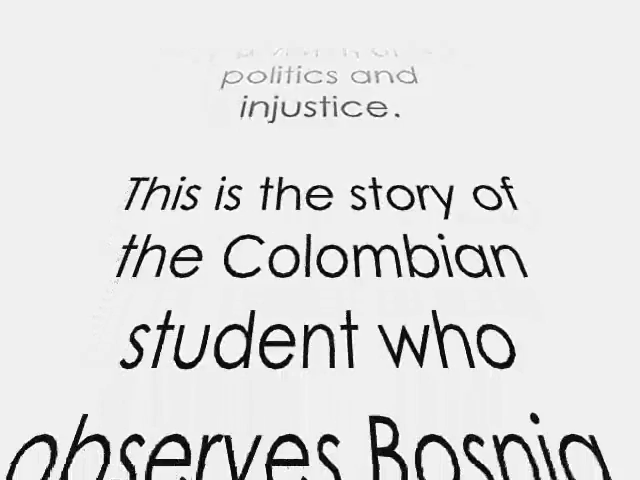 politics and
injustice.
This is the story of
the Colombian
student who
observes Bosnia